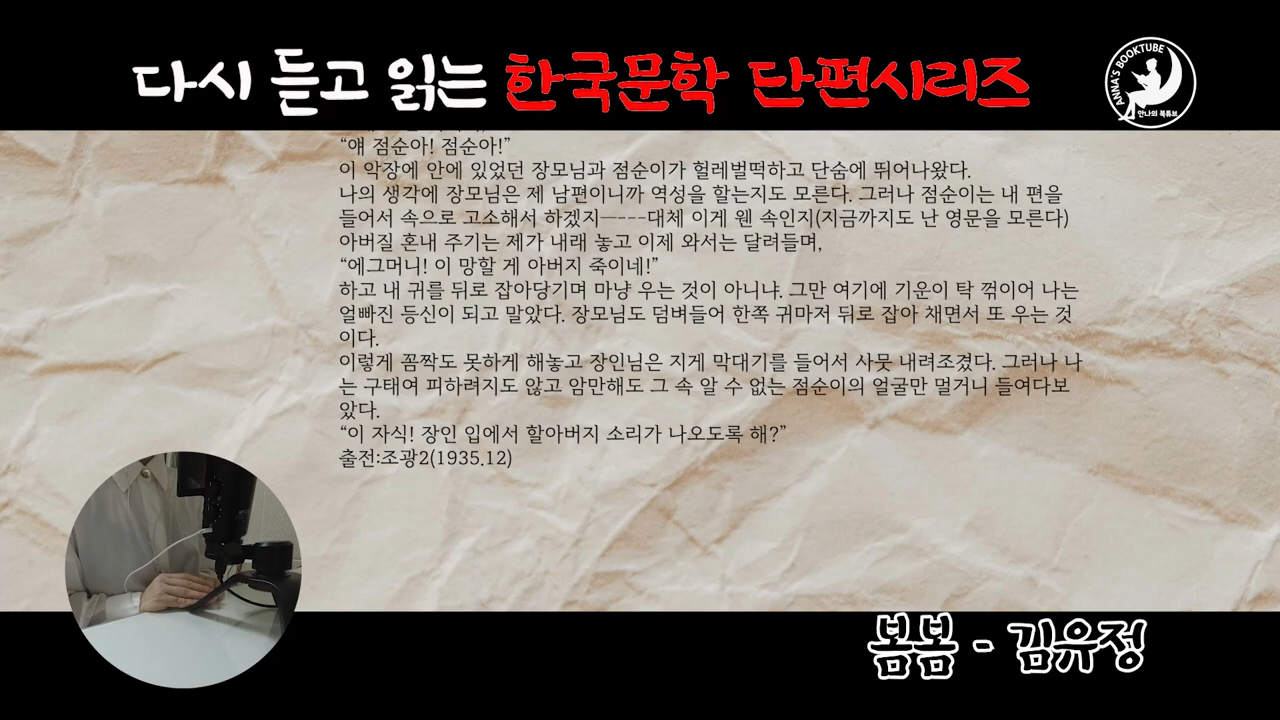 다시 듣고 읽는 한국문학 단편시리즈
ANNA'S BOOKTUBE
안나의 북튜브
“얘 점순아! 점순아!”
이 악장에 안에 있었던 장모님과 점순이가 헐레벌떡하고 단숨에 뛰어나왔다.
나의 생각에 장모님은 제 남편이니까 역성을 할는지도 모른다. 그러나 점순이는 내 편을
들어서 속으로 고소해서 하겠지─---대체 이게 웬 속인지(지금까지도 난 영문을 모른다)
아버질 혼내 주기는 제가 내래 놓고 이제 와서는 달려들며,
“에그머니! 이 망할 게 아버지 죽이네!”
하고 내 귀를 뒤로 잡아당기며 마냥 우는 것이 아니냐. 그만 여기에 기운이 탁 꺾이어 나는
얼빠진 등신이 되고 말았다. 장모님도 덤벼들어 한쪽 귀마저 뒤로 잡아 채면서 또 우는 것
이다.
이렇게 꼼짝도 못하게 해놓고 장인님은 지게 막대기를 들어서 사뭇 내려조겼다. 그러나 나
는 구태여 피하려지도 않고 암만해도 그 속 알 수 없는 점순이의 얼굴만 멀거니 들여다보
았다.
“이 자식! 장인 입에서 할아버지 소리가 나오도록 해?”
출전:조광2(1935.12)
봄봄 - 김유정